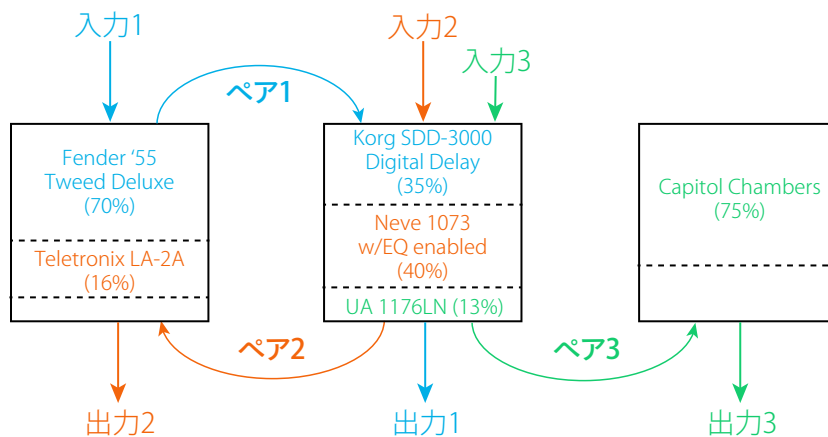 入力1
入力2
入力3
ペア1
Fender ‘55
Tweed Deluxe
(70%)
Teletronix LA-2A
(16%)
Korg SDD-3000
Digital Delay
(35%)
Neve 1073
w/EQ enabled
(40%)
UA 1176LN (13%)
Capitol Chambers
(75%)
ペア2
ペア3
出力2
出力1
出力3